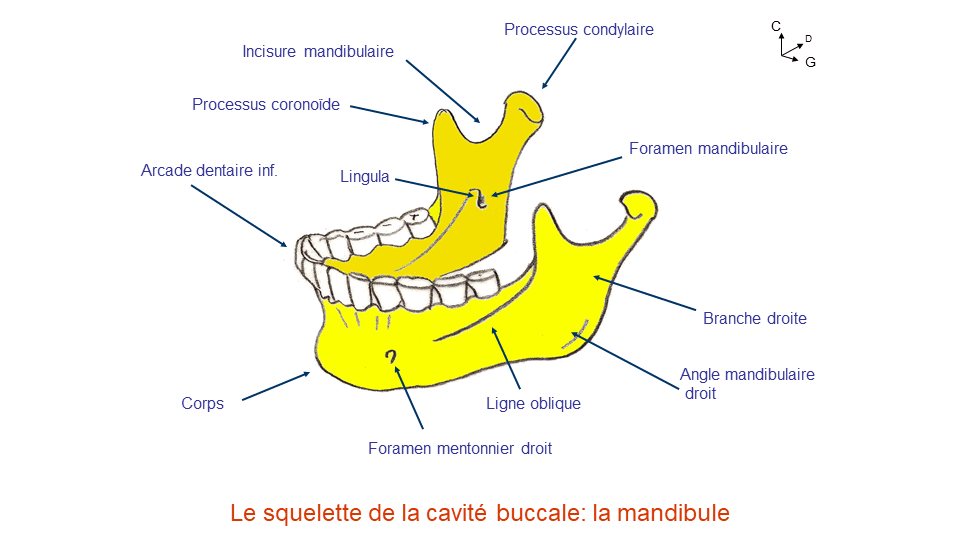 Processus condylaire
C
D
G
Incisure mandibulaire
Processus coronoïde
Foramen mandibulaire
Arcade dentaire inf.
Lingula
Branche droite
Angle mandibulaire
droit
Corps
Ligne oblique
Foramen mentonnier droit
Le squelette de la cavité buccale: la mandibule